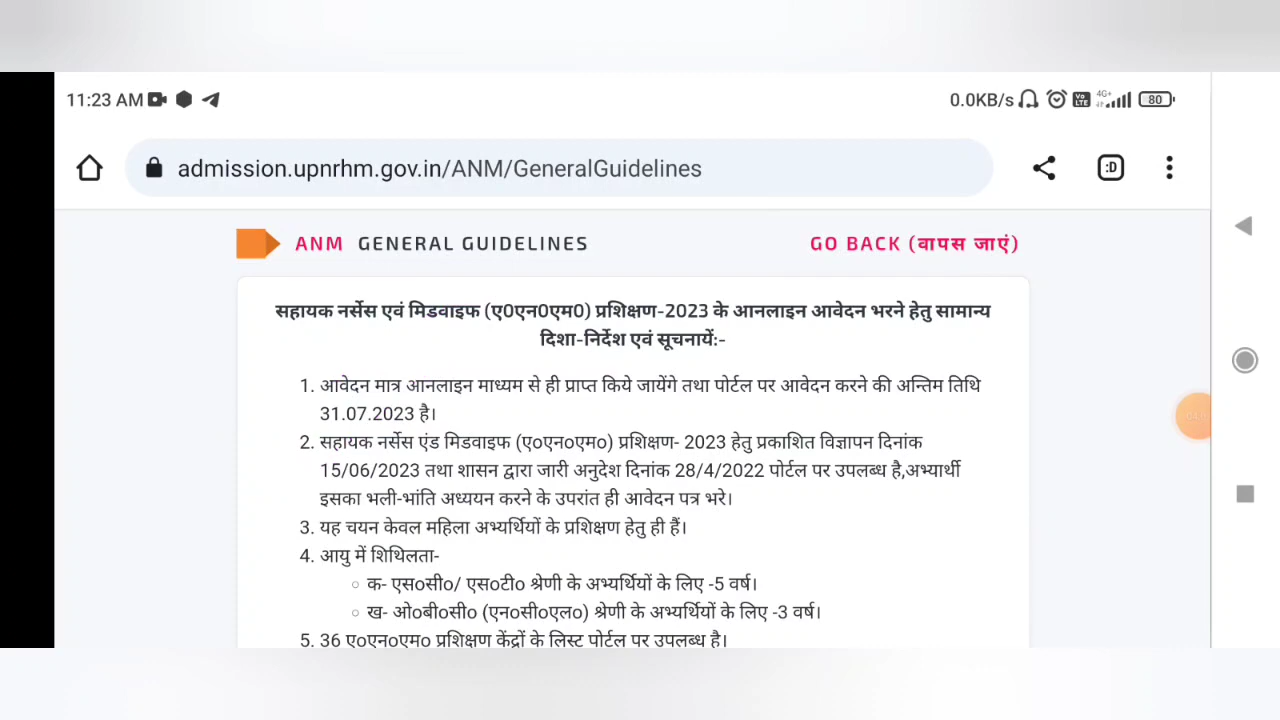 11:23 AM 0.0KB/s 4G+ 80
admission.upnrhm.gov.in/ANM/GeneralGuidelines :D
ANM GENERAL GUIDELINES GO BACK (वापस जाएं)
सहायक नर्सेस एवं मिडवाइफ (ए0एन0एम0) प्रशिक्षण-2023 के आनलाइन आवेदन भरने हेतु सामान्य
दिशा-निर्देश एवं सूचनायें:-
1. आवेदन मात्र आनलाइन माध्यम से ही प्राप्त किये जायेंगे तथा पोर्टल पर आवेदन करने की अन्तिम तिथि
31.07.2023 है।
2. सहायक नर्सेस एंड मिडवाइफ (ए०एन०एम०) प्रशिक्षण- 2023 हेतु प्रकाशित विज्ञापन दिनांक
15/06/2023 तथा शासन द्वारा जारी अनुदेश दिनांक 28/4/2022 पोर्टल पर उपलब्ध है,अभ्यार्थी
इसका भली-भांति अध्ययन करने के उपरांत ही आवेदन पत्र भरे।
3. यह चयन केवल महिला अभ्यर्थियों के प्रशिक्षण हेतु ही हैं।
4. आयु में शिथिलता-
क- एस०सी०/ एस०टी० श्रेणी के अभ्यर्थियों के लिए -5 वर्ष।
ख- ओ०बी०सी० (एन०सी०एल०) श्रेणी के अभ्यर्थियों के लिए -3 वर्ष।
5. 36 ए०एन०एम० प्रशिक्षण केंद्रों के लिस्ट पोर्टल पर उपलब्ध है।